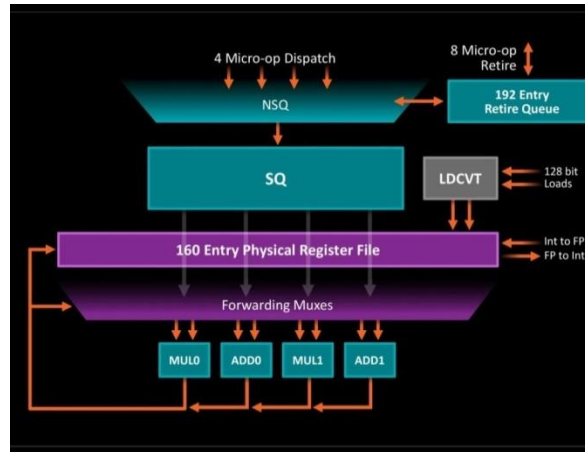 4 Micro-op Dispatch
8 Micro-op
Retire
NSQ
192 Entry
Retire Queue
SQ
LDCVT
128 bit
Loads
160 Entry Physical Register File
Int to FP
FP to Int
Forwarding Muxes
MUL0
ADD0
MUL1
ADD1